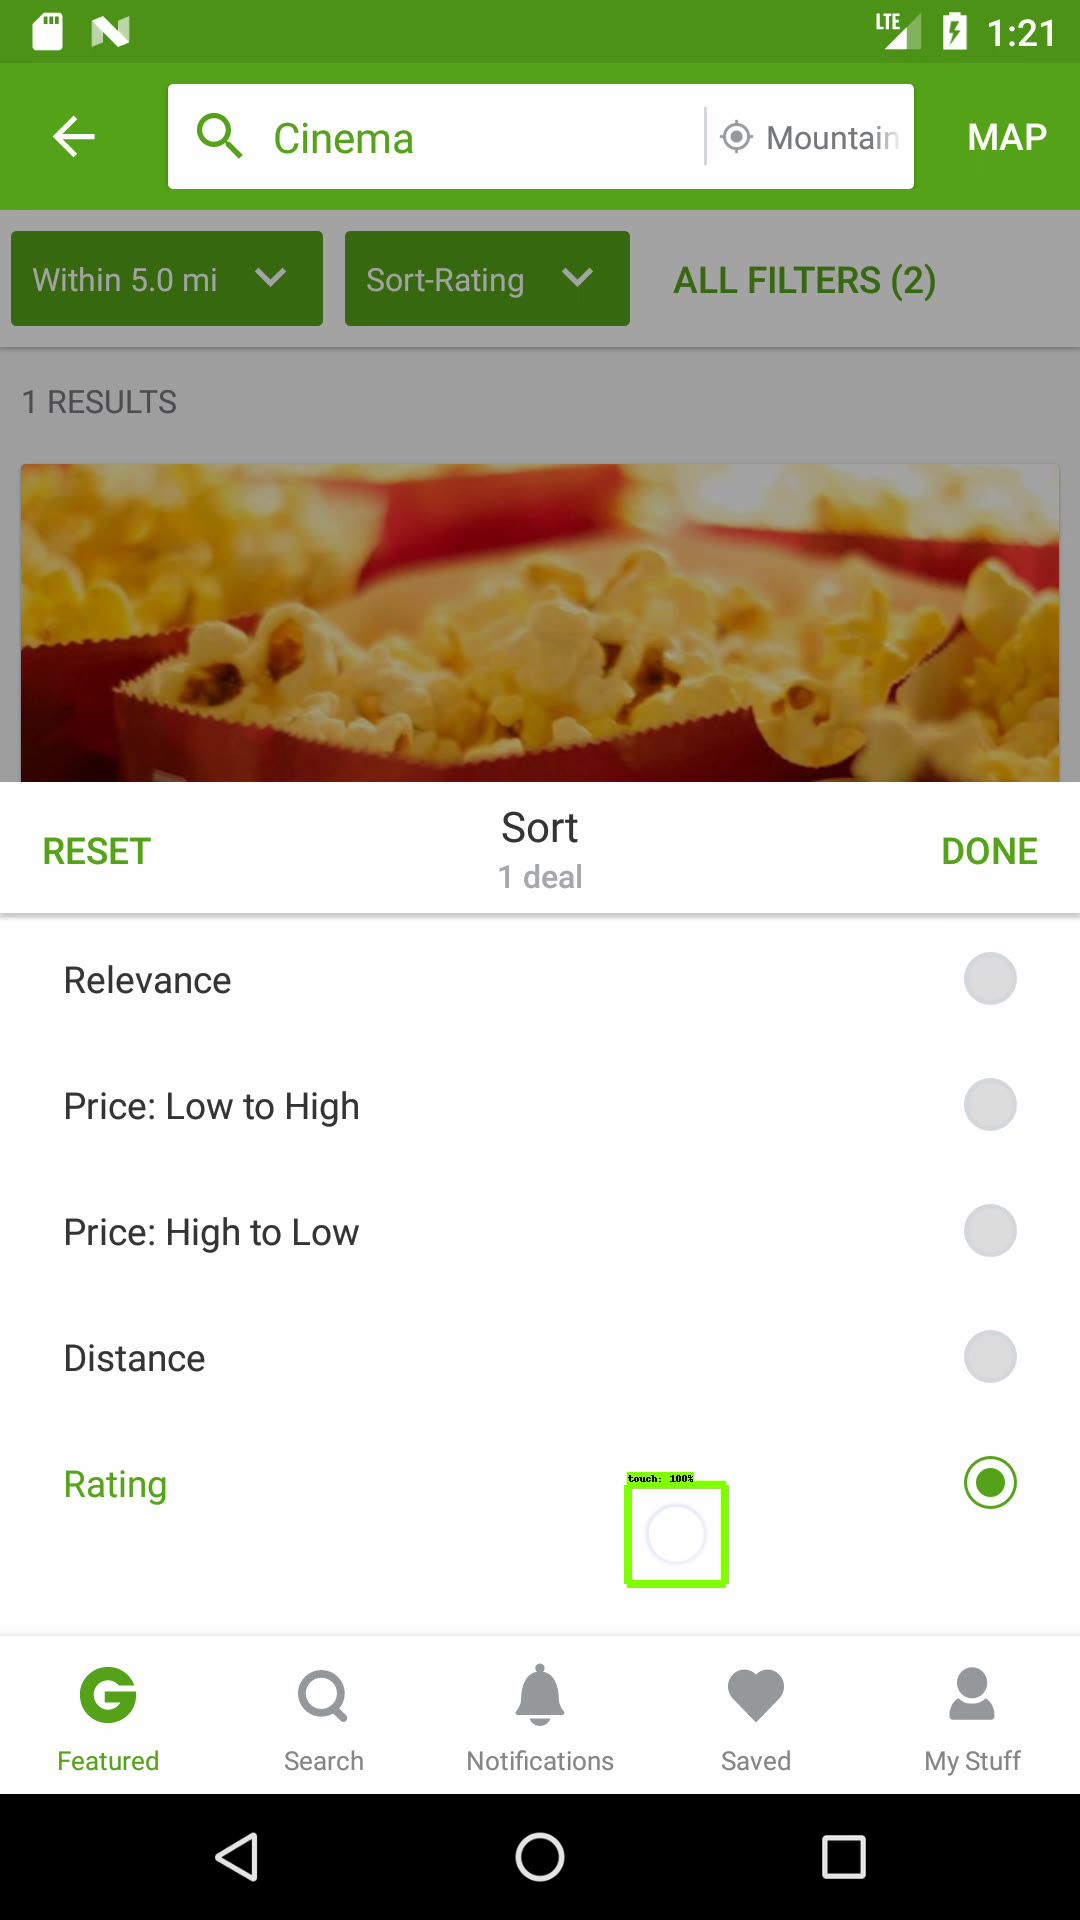 LTE 1:21
Cinema Mountain MAP
Within 5.0 mi Sort-Rating ALL FILTERS (2)
1 RESULTS
RESET Sort DONE
1 deal
Relevance
Price: Low to High
Price: High to Low
Distance
Rating
touch: 100%
Featured Search Notifications Saved My Stuff